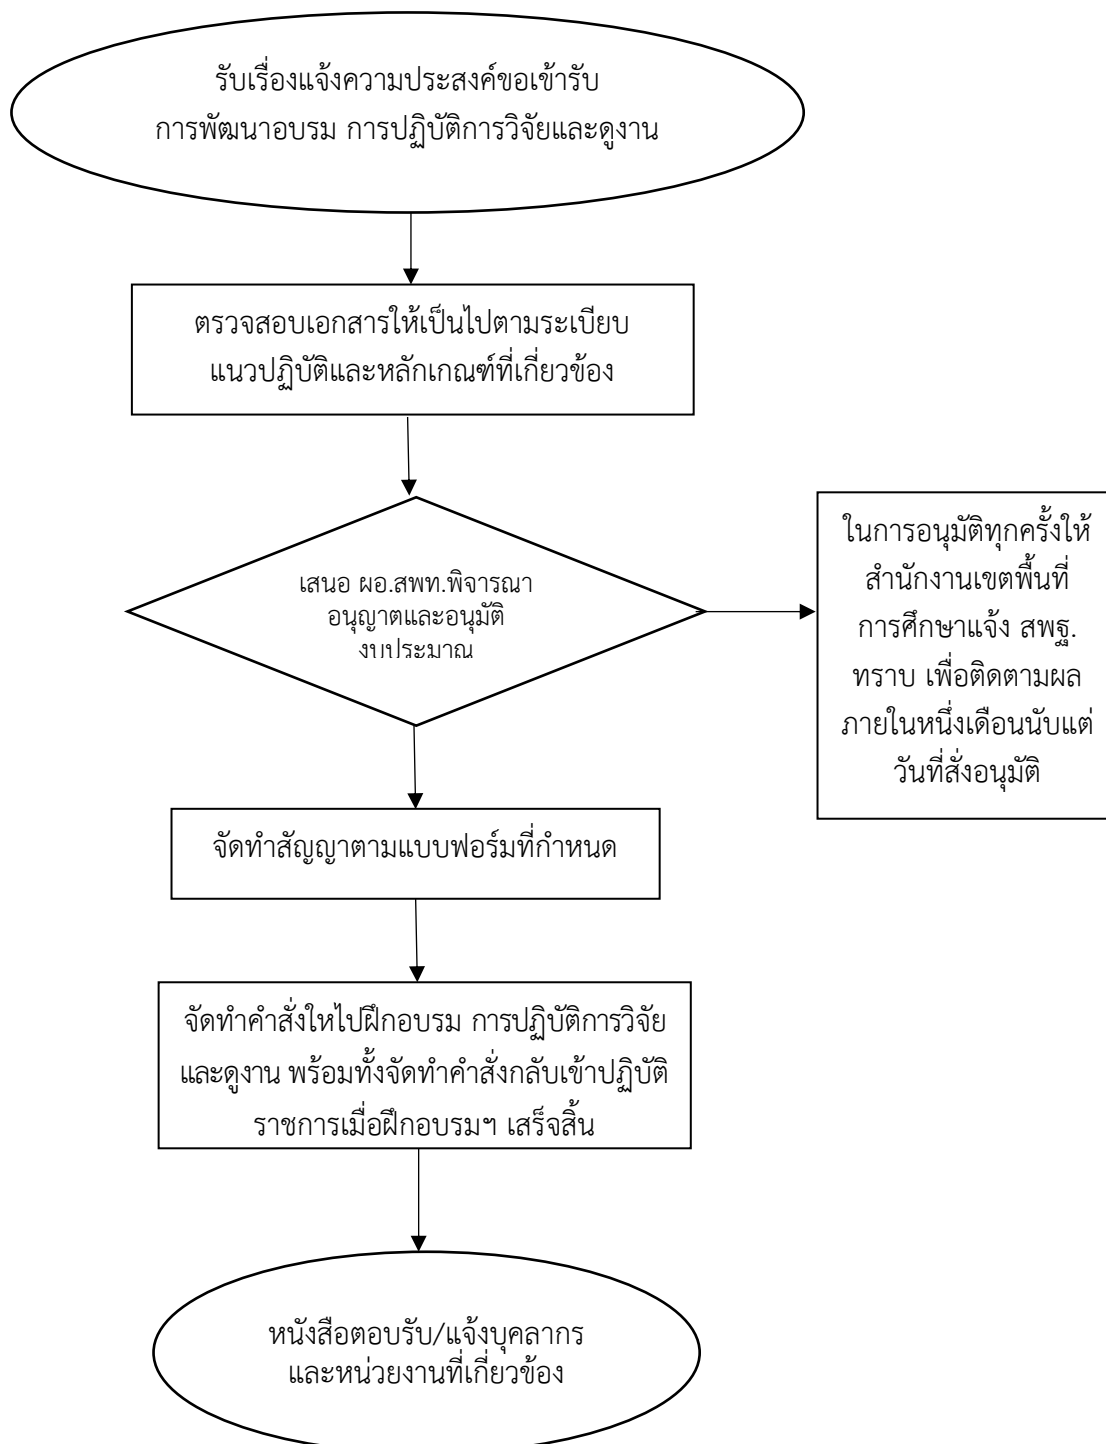 รับเรื่องแจ้งความประสงค์ขอเข้ารับ
การพัฒนาอบรม การปฏิบัติการวิจัยและดูงาน
ตรวจสอบเอกสารให้เป็นไปตามระเบียบ
แนวปฏิบัติและหลักเกณฑ์ที่เกี่ยวข้อง
เสนอ ผอ.สพท.พิจารณา
อนุญาตและอนุมัติ
งบประมาณ
ในการอนุมัติทุกครั้งให้
สำนักงานเขตพื้นที่
การศึกษาแจ้ง สพฐ.
ทราบ เพื่อติดตามผล
ภายในหนึ่งเดือนนับแต่
วันที่สั่งอนุมัติ
จัดทำสัญญาตามแบบฟอร์มที่กำหนด
จัดทำคำสั่งใหไปฝึกอบรม การปฏิบัติการวิจัย
และดูงาน พร้อมทั้งจัดทำคำสั่งกลับเข้าปฏิบัติ
ราชการเมื่อฝึกอบรมฯ เสร็จสิ้น
หนังสือตอบรับ/แจ้งบุคลากร
และหน่วยงานที่เกี่ยวข้อง